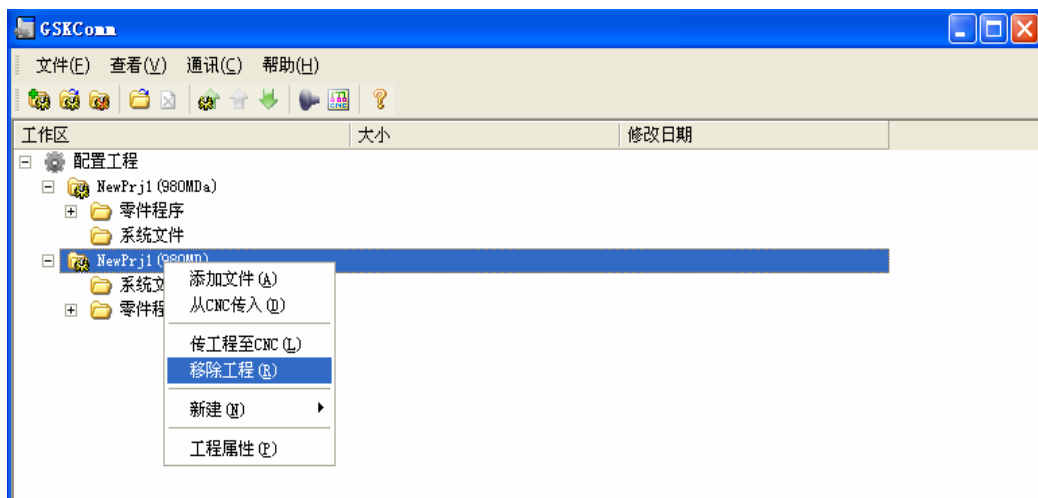 GSKComm
文件(F) 查看(V) 通讯(C) 帮助(H)
CNC
工作区 大小 修改日期
配置工程
NewPrj1(980MDa)
零件程序
系统文件
NewPrj1(980MD)
系统文
零件程
添加文件(A)
从CNC传入(D)
传工程至CNC(L)
移除工程(R)
新建(N)
工程属性(P)